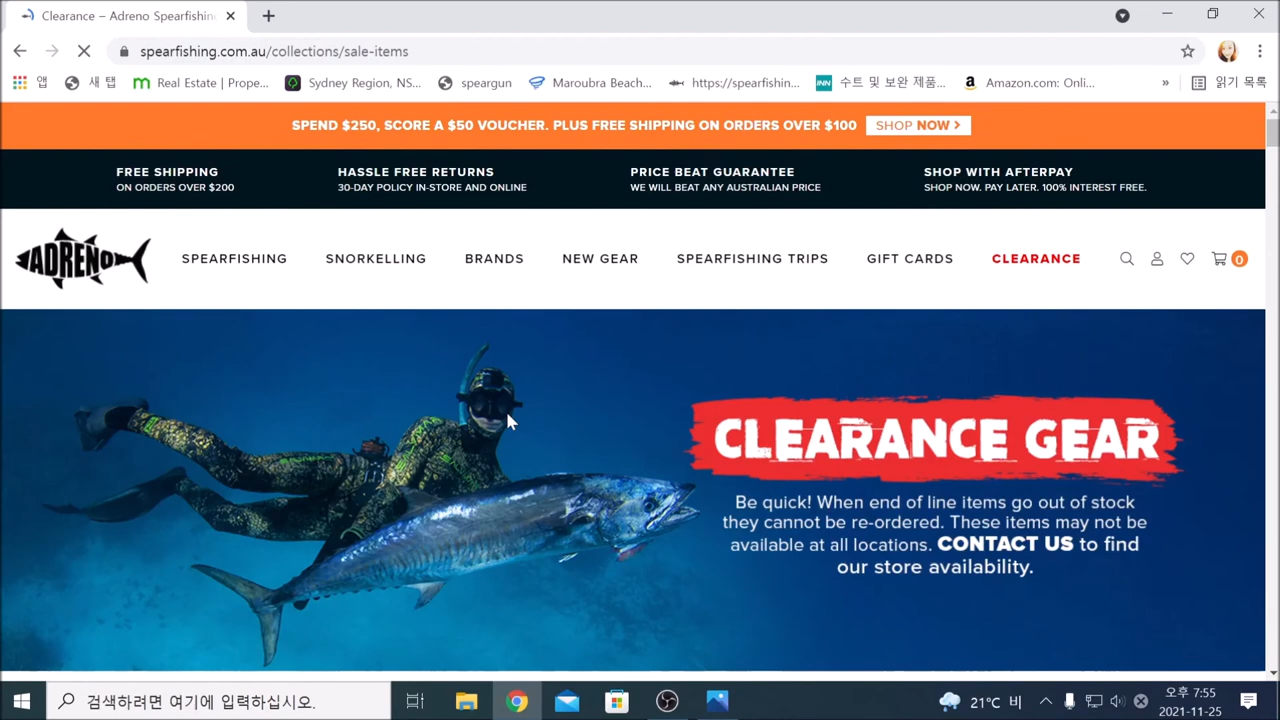 Clearance – Adreno Spearfishing
spearfishing.com.au/collections/sale-items
앱 새 탭 Real Estate | Prope... Sydney Region, NS... speargun Maroubra Beach... https://spearfishin... INN 수트 및 보완 제품... Amazon.com: Onli... » 읽기 목록
SPEND $250, SCORE A $50 VOUCHER. PLUS FREE SHIPPING ON ORDERS OVER $100 SHOP NOW >
FREE SHIPPING
ON ORDERS OVER $200
HASSLE FREE RETURNS
30-DAY POLICY IN-STORE AND ONLINE
PRICE BEAT GUARANTEE
WE WILL BEAT ANY AUSTRALIAN PRICE
SHOP WITH AFTERPAY
SHOP NOW. PAY LATER. 100% INTEREST FREE.
ADRENO SPEARFISHING SNORKELLING BRANDS NEW GEAR SPEARFISHING TRIPS GIFT CARDS CLEARANCE 0
CLEARANCE GEAR
Be quick! When end of line items go out of stock
they cannot be re-ordered. These items may not be
available at all locations. CONTACT US to find
our store availability.
검색하려면 여기에 입력하십시오.
21°C 비
오후 7:55
2021-11-25